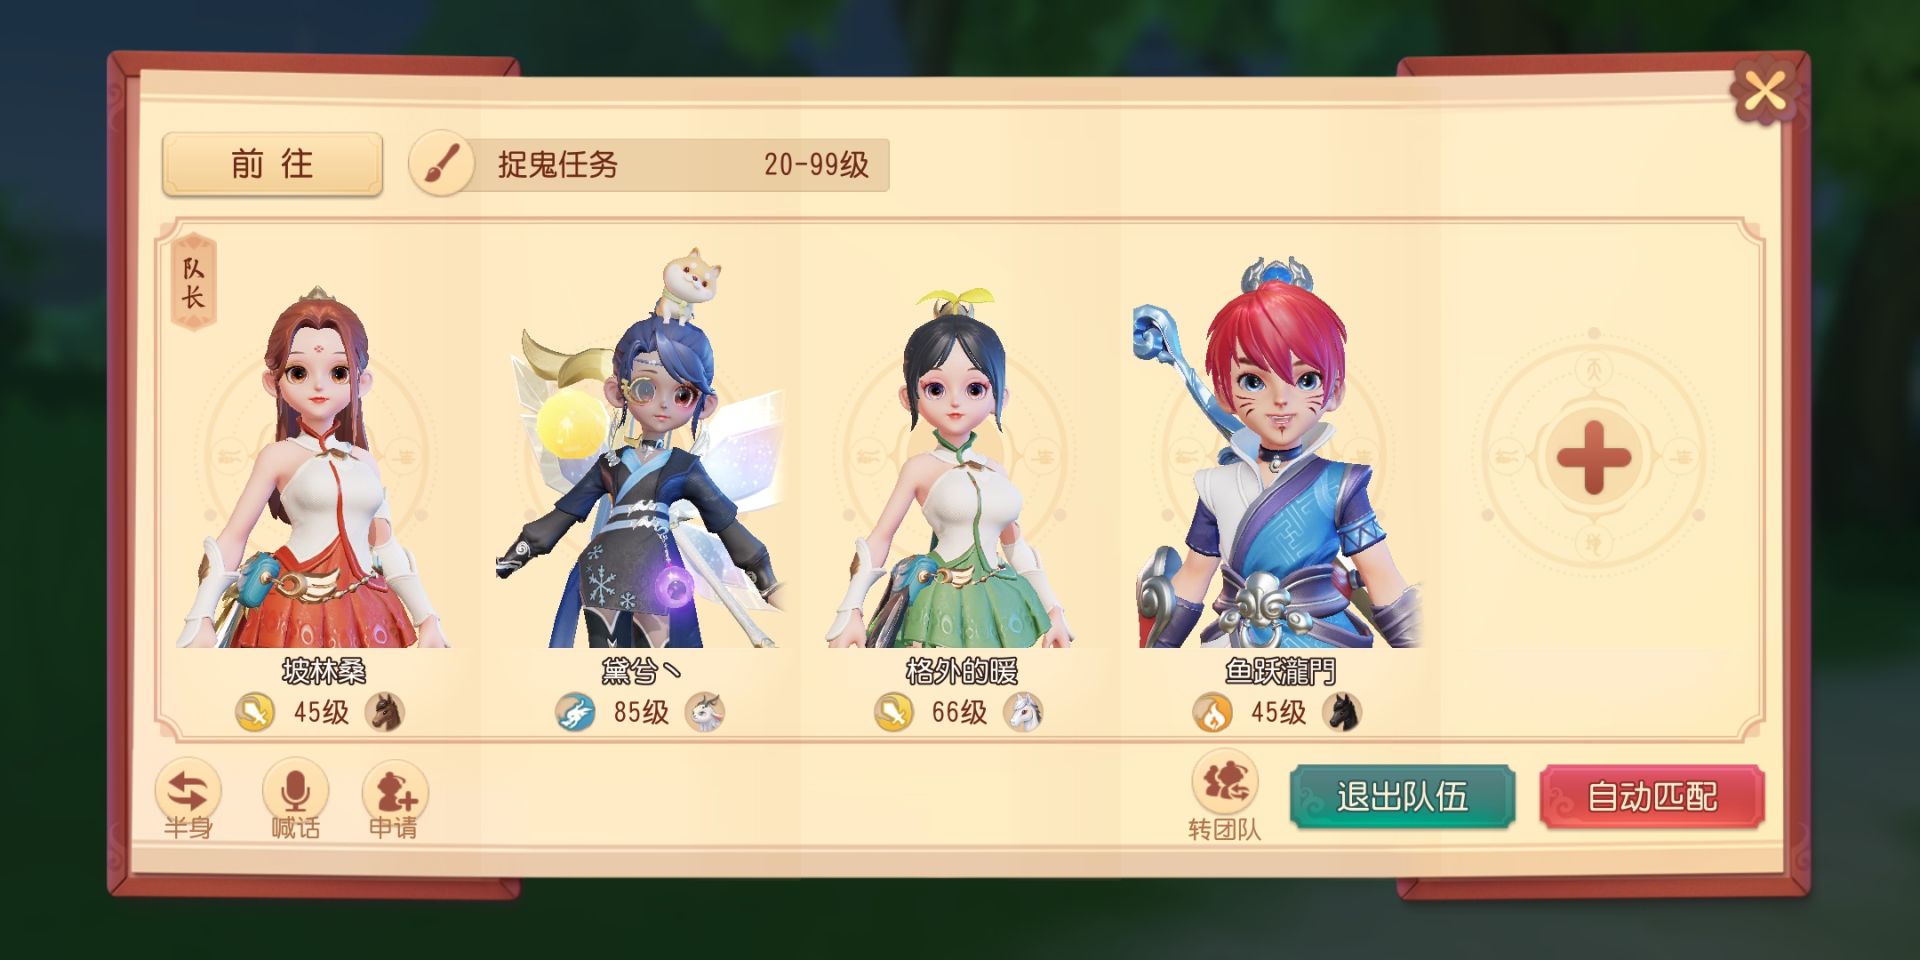 前往
捉鬼任务 20-99级
队长
坡林桑
黛兮丶
格外的暖
鱼跃瀧門
45级
85级
66级
45级
半身
喊话
申请
转团队
退出队伍
自动匹配